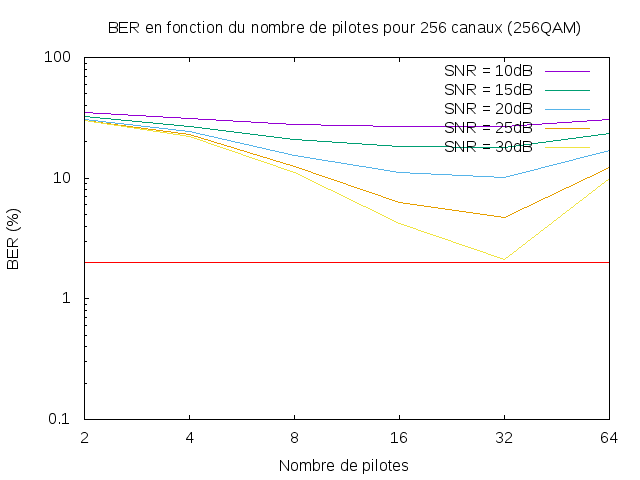 BER en fonction du nombre de pilotes pour 256 canaux (256QAM)
100
10
1
0.1
BER (%)
SNR = 10dB
SNR = 15dB
SNR = 20dB
SNR = 25dB
SNR = 30dB
2 4 8 16 32 64
Nombre de pilotes